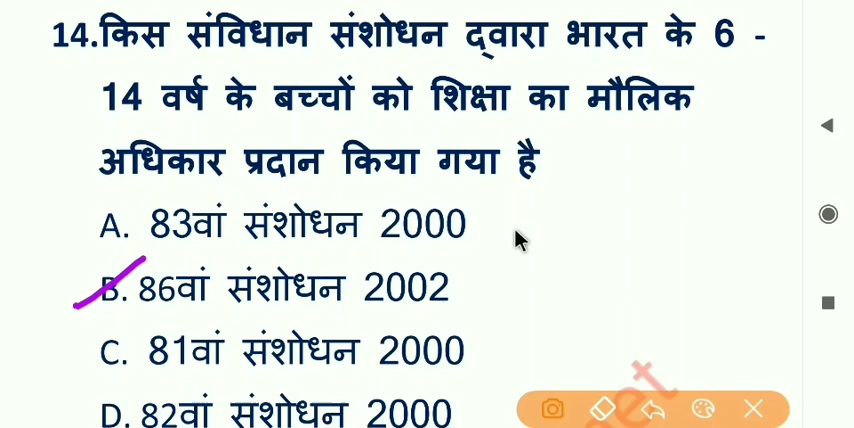 14.किस संविधान संशोधन द्वारा भारत के 6 -
14 वर्ष के बच्चों को शिक्षा का मौलिक
अधिकार प्रदान किया गया है
A. 83वां संशोधन 2000
B. 86वां संशोधन 2002
C. 81वां संशोधन 2000
D. 82वां संशोधन 2000
net